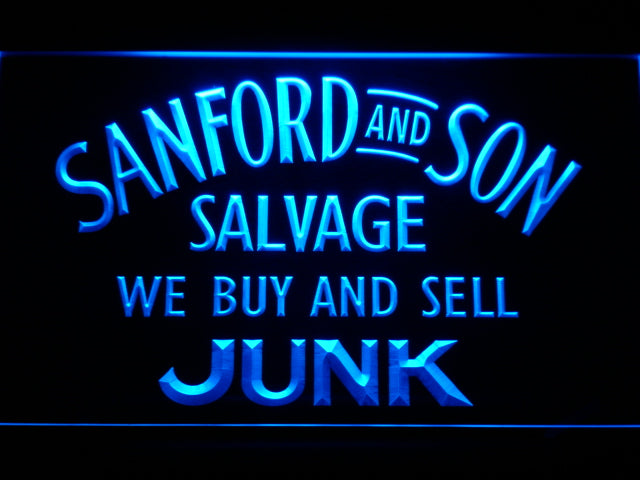 SANFORD AND SON
SALVAGE
WE BUY AND SELL
JUNK